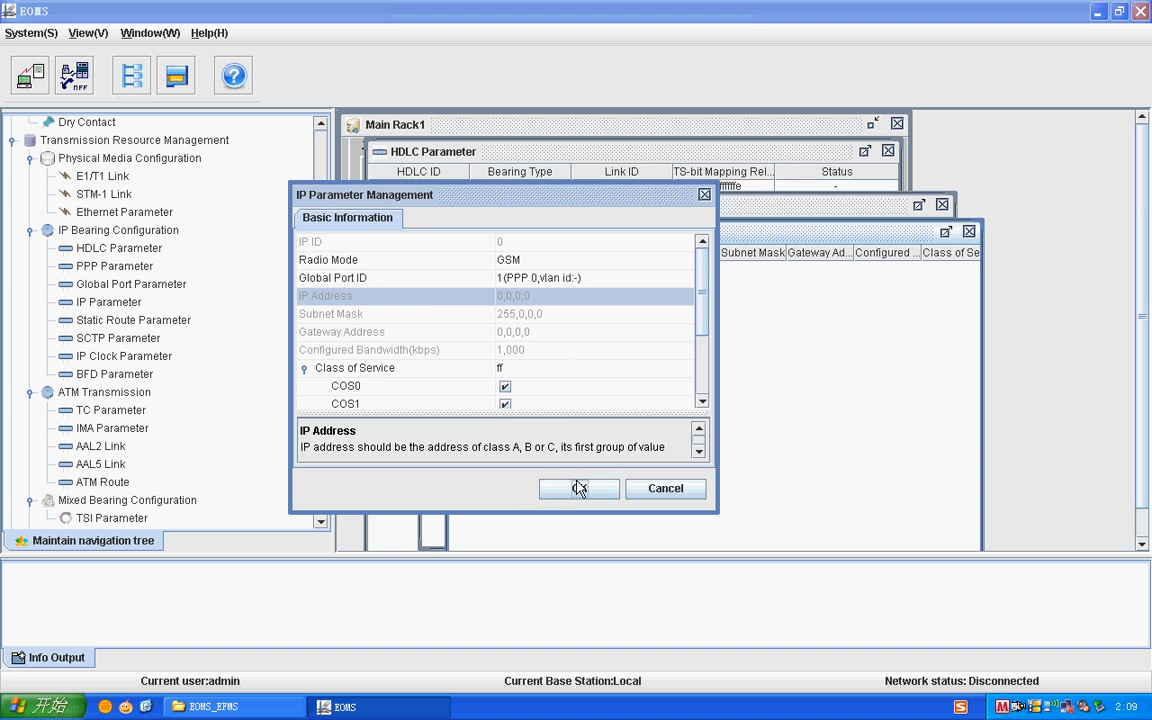 EOMS
System(S) View(V) Window(W) Help(H)
OFF
Dry Contact
Transmission Resource Management
Physical Media Configuration
E1/T1 Link
STM-1 Link
Ethernet Parameter
IP Bearing Configuration
HDLC Parameter
PPP Parameter
Global Port Parameter
IP Parameter
Static Route Parameter
SCTP Parameter
IP Clock Parameter
BFD Parameter
ATM Transmission
TC Parameter
IMA Parameter
AAL2 Link
AAL5 Link
ATM Route
Mixed Bearing Configuration
TSI Parameter
Maintain navigation tree
Main Rack1
HDLC Parameter
HDLC ID Bearing Type Link ID TS-bit Mapping Rel... Status
-
Subnet Mask Gateway Ad... Configured ... Class of Se
IP Parameter Management
Basic Information
IP ID 0
Radio Mode GSM
Global Port ID 1(PPP 0,vlan id:-)
IP Address 0,0,0,0
Subnet Mask 255,0,0,0
Gateway Address 0,0,0,0
Configured Bandwidth(kbps) 1,000
Class of Service ff
COS0
COS1
IP Address
IP address should be the address of class A, B or C, its first group of value
Cancel
Info Output
Current user:admin Current Base Station:Local Network status: Disconnected
开始 EOMS_EFMS EOMS 2:09